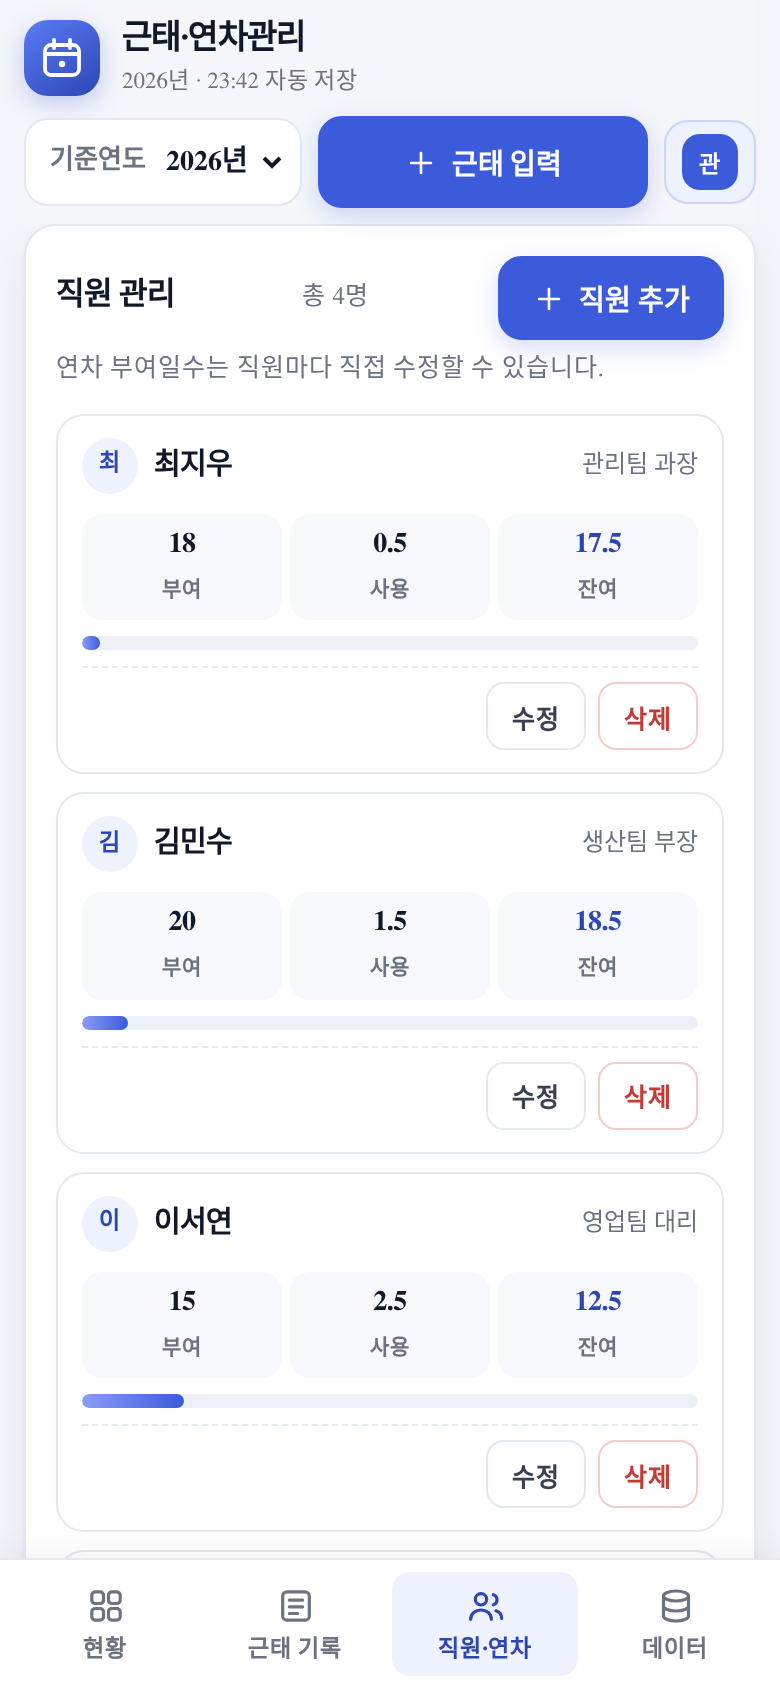 근태·연차관리
2026년 · 23:42 자동 저장
기준연도 2026년
근태 입력
관
직원 관리 총 4명
직원 추가
연차 부여일수는 직원마다 직접 수정할 수 있습니다.
최 최지우 관리팀 과장
18 0.5 17.5
부여 사용 잔여
수정 삭제
김 김민수 생산팀 부장
20 1.5 18.5
부여 사용 잔여
수정 삭제
이 이서연 영업팀 대리
15 2.5 12.5
부여 사용 잔여
수정 삭제
현황 근태 기록 직원·연차 데이터